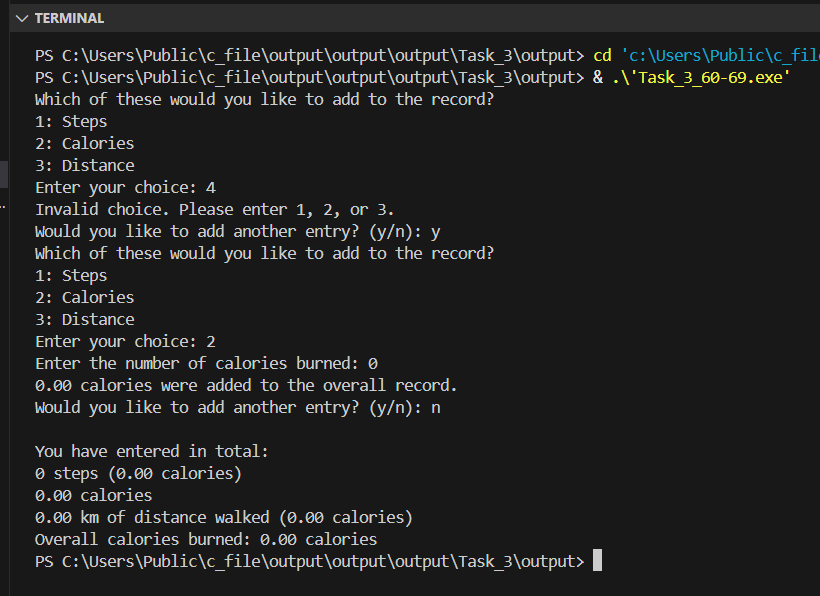 TERMINAL
PS C:\Users\Public\c_file\output\output\output\Task_3\output> cd 'c:\Users\Public\c_file
PS C:\Users\Public\c_file\output\output\output\Task_3\output> & .\'Task_3_60-69.exe'
Which of these would you like to add to the record?
1: Steps
2: Calories
3: Distance
Enter your choice: 4
Invalid choice. Please enter 1, 2, or 3.
Would you like to add another entry? (y/n): y
Which of these would you like to add to the record?
1: Steps
2: Calories
3: Distance
Enter your choice: 2
Enter the number of calories burned: 0
0.00 calories were added to the overall record.
Would you like to add another entry? (y/n): n

You have entered in total:
0 steps (0.00 calories)
0.00 calories
0.00 km of distance walked (0.00 calories)
Overall calories burned: 0.00 calories
PS C:\Users\Public\c_file\output\output\output\Task_3\output>